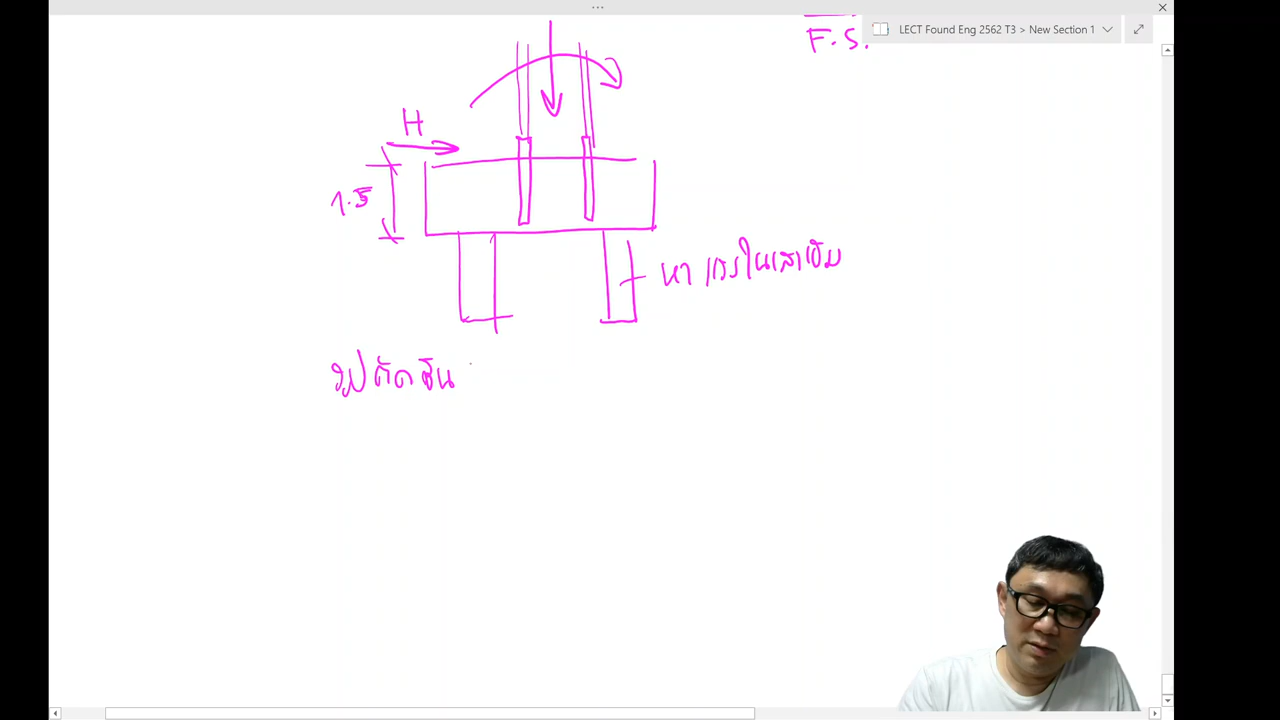 LECT Found Eng 2562 T3 > New Section 1
F.S.
H
1.5
หา แรงในเสาเข็ม
รูปตัดชั้น